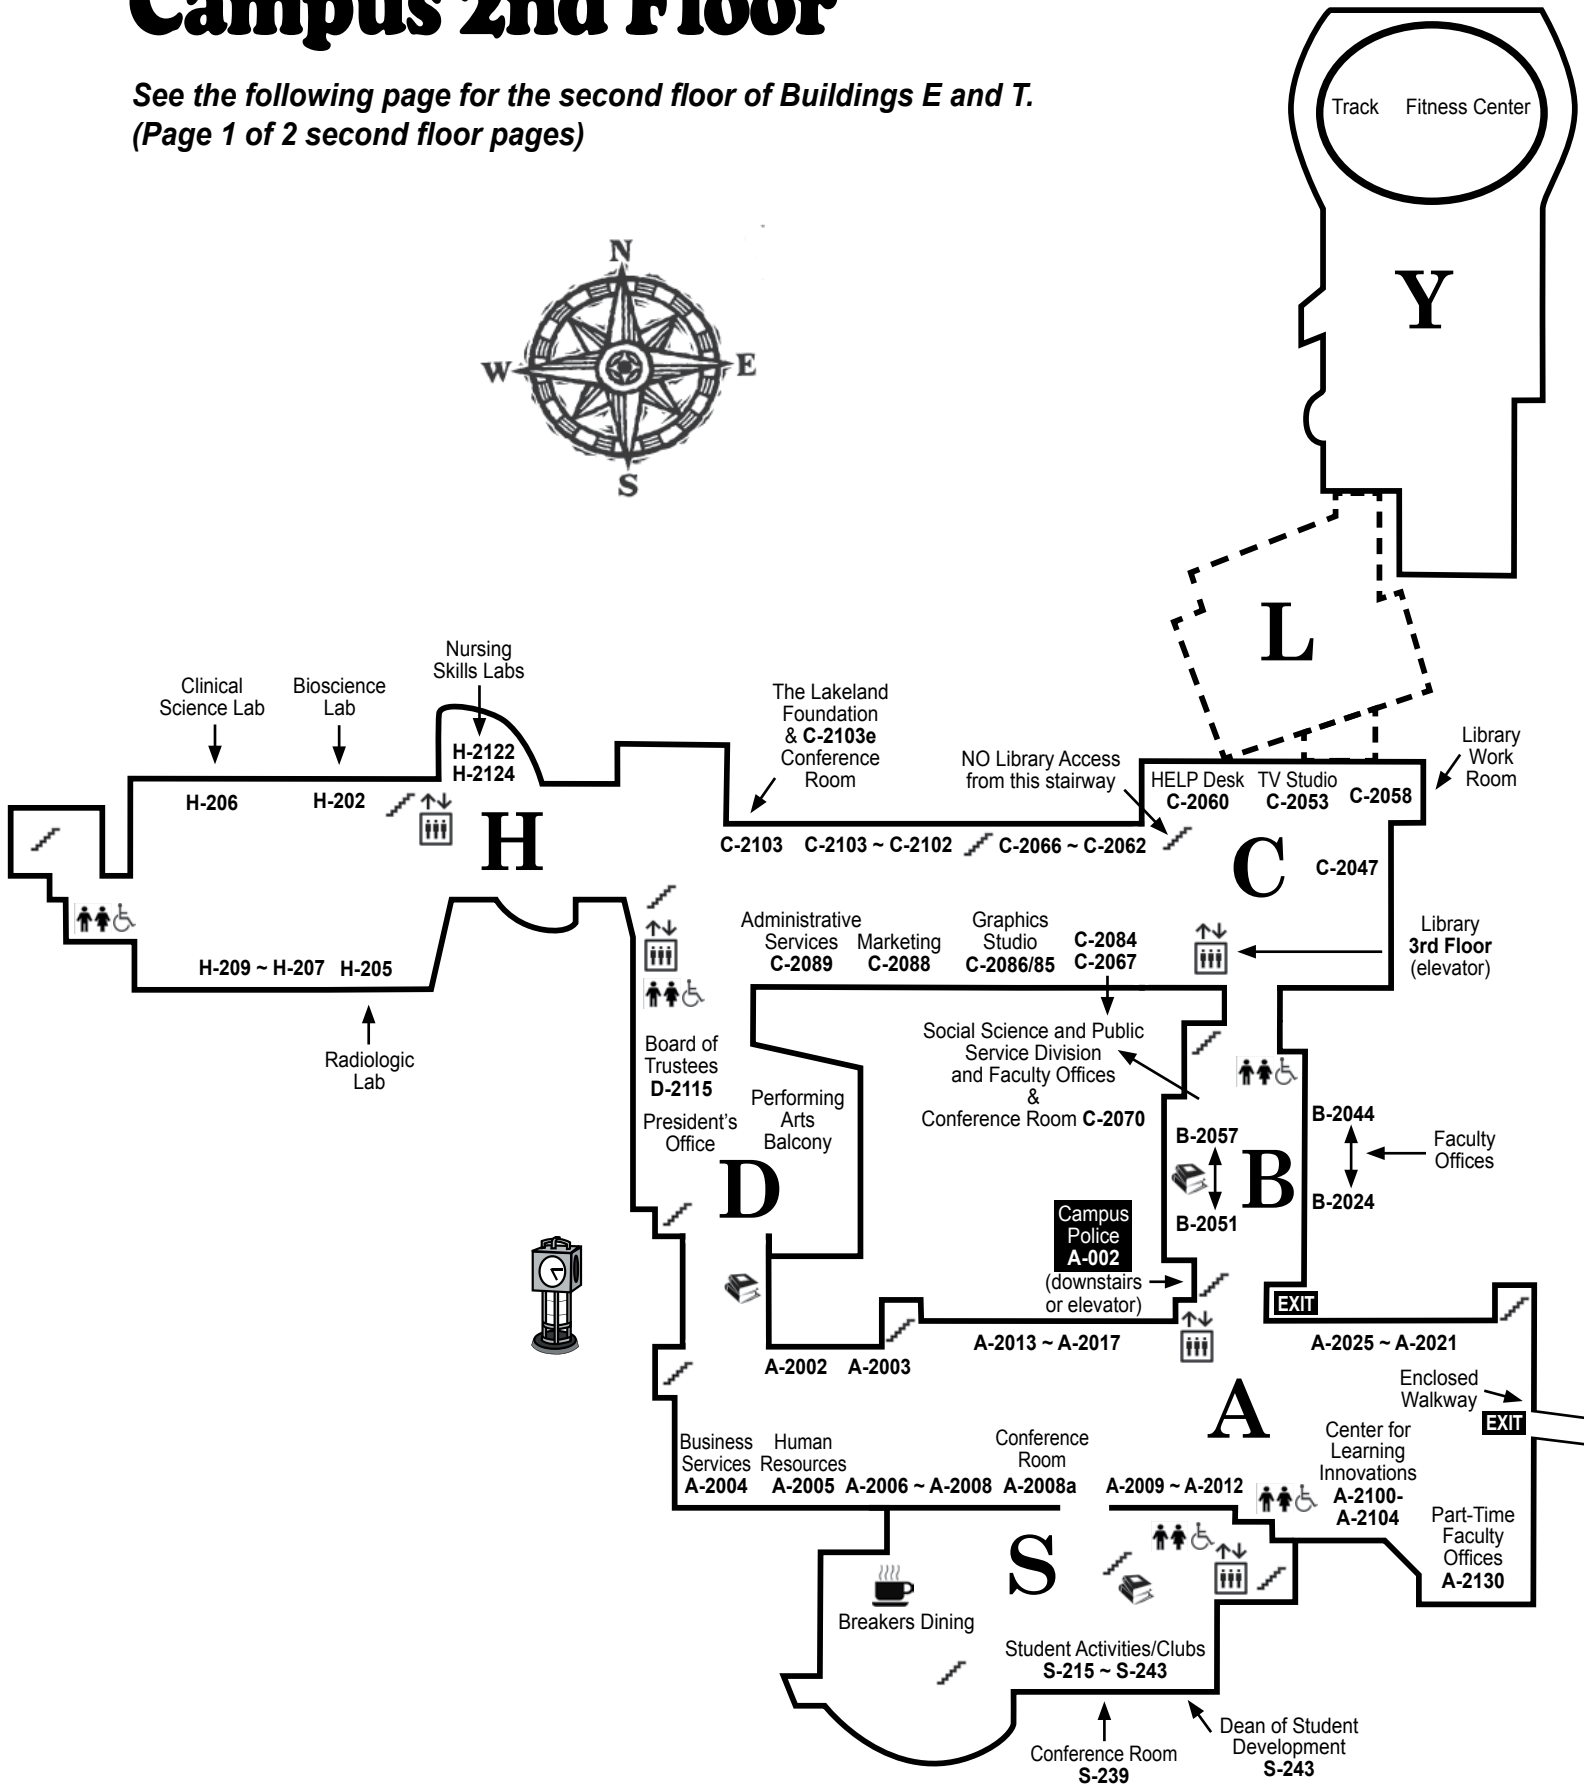 Campus 2nd Floor
See the following page for the second floor of Buildings E and T.
(Page 1 of 2 second floor pages)
Track Fitness Center
N
W E
S
Y
L
Nursing
Skills Labs
Clinical
Science Lab
Bioscience
Lab
H-2122
H-2124
H-206
H-202
H
H-209 ~ H-207 H-205
Radiologic
Lab
The Lakeland
Foundation
& C-2103e
Conference
Room
NO Library Access
from this stairway
HELP Desk
C-2060
TV Studio
C-2053
C-2058
Library
Work
Room
C-2103 C-2103 ~ C-2102 C-2066 ~ C-2062
C
C-2047
Library
3rd Floor
(elevator)
Administrative
Services
C-2089
Marketing
C-2088
Graphics
Studio
C-2086/85
C-2084
C-2067
Social Science and Public
Service Division
and Faculty Offices
&
Conference Room C-2070
Board of
Trustees
D-2115
President's
Office
Performing
Arts
Balcony
D
B-2057
B-2051
B
B-2044
B-2024
Faculty
Offices
Campus
Police
A-002
(downstairs
or elevator)
EXIT
A-2002 A-2003
A-2013 ~ A-2017
A-2025 ~ A-2021
Enclosed
Walkway
EXIT
A
Business
Services
A-2004
Human
Resources
A-2005
A-2006 ~ A-2008
Conference
Room
A-2008a
A-2009 ~ A-2012
Center for
Learning
Innovations
A-2100-
A-2104
Part-Time
Faculty
Offices
A-2130
S
Breakers Dining
Student Activities/Clubs
S-215 ~ S-243
Conference Room
S-239
Dean of Student
Development
S-243